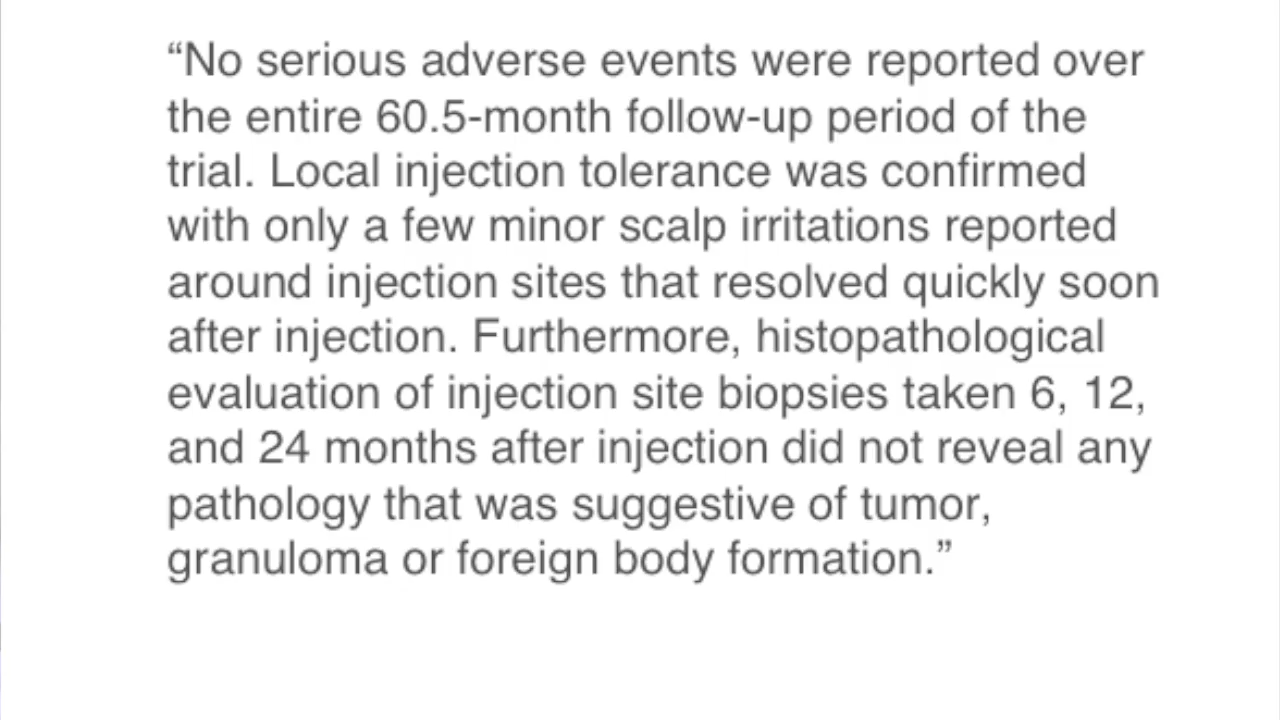 “No serious adverse events were reported over
the entire 60.5-month follow-up period of the
trial. Local injection tolerance was confirmed
with only a few minor scalp irritations reported
around injection sites that resolved quickly soon
after injection. Furthermore, histopathological
evaluation of injection site biopsies taken 6, 12,
and 24 months after injection did not reveal any
pathology that was suggestive of tumor,
granuloma or foreign body formation.”